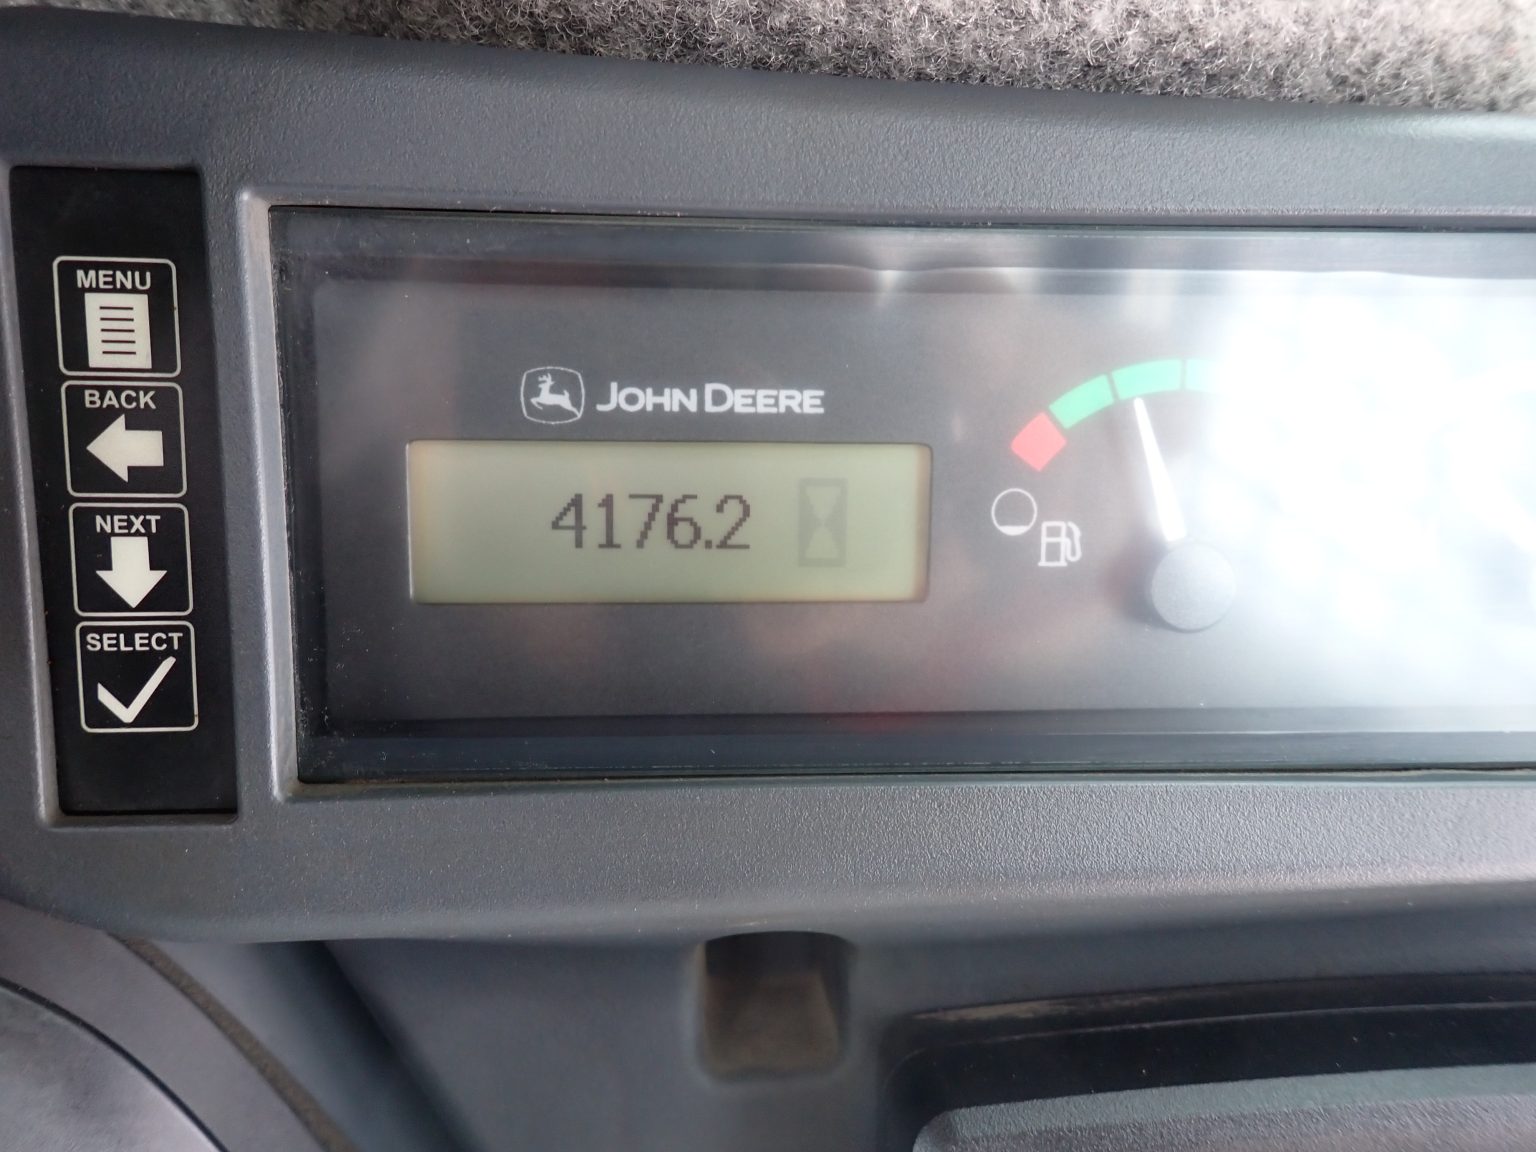 MENU
BACK
NEXT
SELECT
JOHN DEERE
4176.2